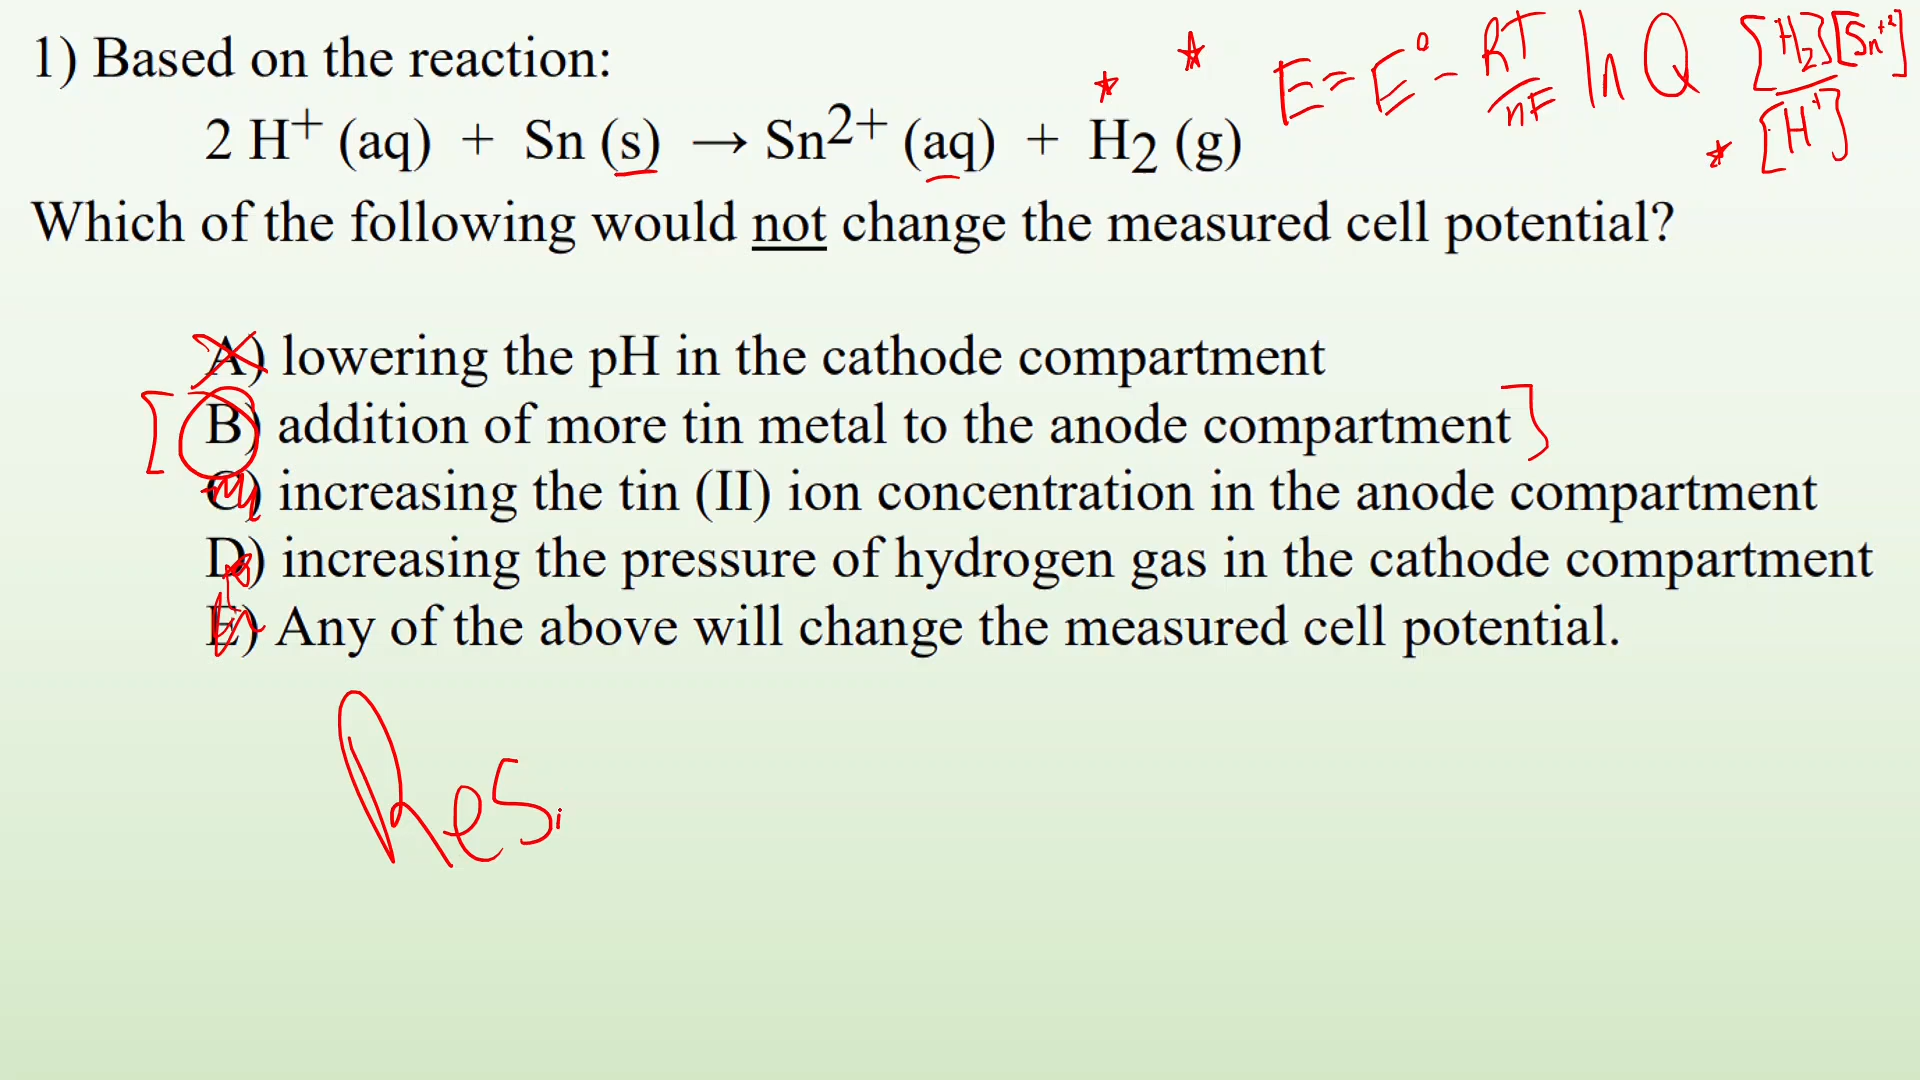 1) Based on the reaction:
2 H⁺ (aq) + Sn (s) → Sn²⁺ (aq) + H₂ (g)
E = E° - RT/nF ln Q [H₂][Sn⁺²]/[H⁺]
Which of the following would not change the measured cell potential?
A) lowering the pH in the cathode compartment
B) addition of more tin metal to the anode compartment
C) increasing the tin (II) ion concentration in the anode compartment
D) increasing the pressure of hydrogen gas in the cathode compartment
E) Any of the above will change the measured cell potential.
Resi